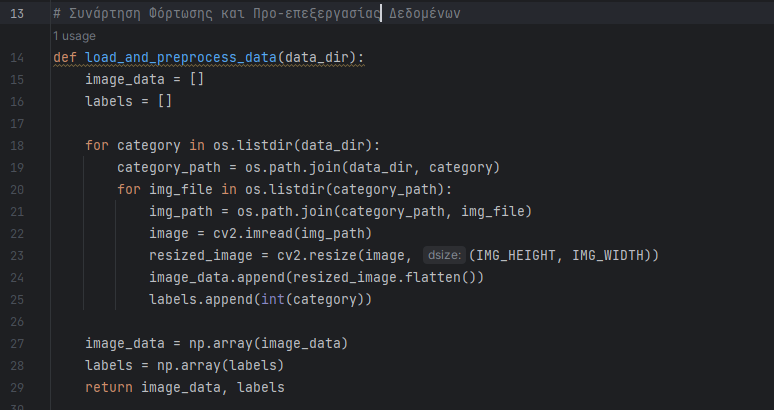 13 # Συνάρτηση Φόρτωσης και Προ-επεξεργασίας Δεδομένων
1 usage
14 def load_and_preprocess_data(data_dir):
15 image_data = []
16 labels = []
17
18 for category in os.listdir(data_dir):
19 category_path = os.path.join(data_dir, category)
20 for img_file in os.listdir(category_path):
21 img_path = os.path.join(category_path, img_file)
22 image = cv2.imread(img_path)
23 resized_image = cv2.resize(image, dsize: (IMG_HEIGHT, IMG_WIDTH))
24 image_data.append(resized_image.flatten())
25 labels.append(int(category))
26
27 image_data = np.array(image_data)
28 labels = np.array(labels)
29 return image_data, labels
30